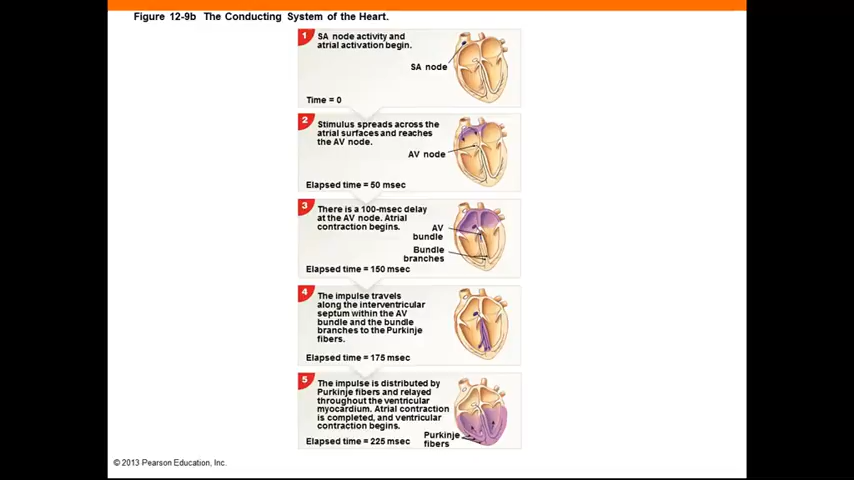 Figure 12-9b The Conducting System of the Heart.
1
SA node activity and
atrial activation begin.
SA node
Time = 0
2
Stimulus spreads across the
atrial surfaces and reaches
the AV node.
AV node
Elapsed time = 50 msec
3
There is a 100-msec delay
at the AV node. Atrial
contraction begins.
AV
bundle
Bundle
branches
Elapsed time = 150 msec
4
The impulse travels
along the interventricular
septum within the AV
bundle and the bundle
branches to the Purkinje
fibers.
Elapsed time = 175 msec
5
The impulse is distributed by
Purkinje fibers and relayed
throughout the ventricular
myocardium. Atrial contraction
is completed, and ventricular
contraction begins.
Elapsed time = 225 msec
Purkinje
fibers
© 2013 Pearson Education, Inc.